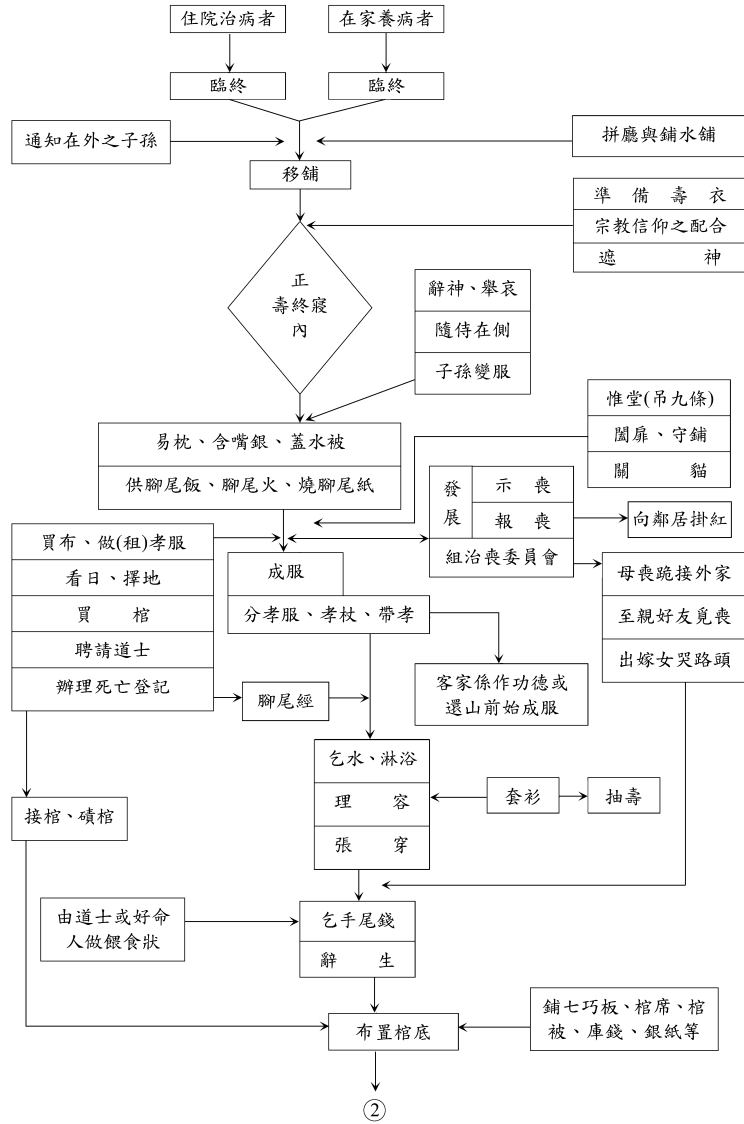 住院治病者
在家養病者
臨終
臨終
通知在外之子孫
拼廳與鋪水舖
移舖
準備壽衣
宗教信仰之配合
遮神
正
壽終寢
內
辭神、舉哀
隨侍在側
子孫變服
惟堂(吊九條)
闔扉、守鋪
關貓
易枕、含嘴銀、蓋水被
供腳尾飯、腳尾火、燒腳尾紙
發展
示喪
報喪
組治喪委員會
向鄰居掛紅
買布、做(租)孝服
看日、擇地
買棺
聘請道士
辦理死亡登記
成服
分孝服、孝杖、帶孝
母喪跪接外家
至親好友覓喪
出嫁女哭路頭
腳尾經
客家係作功德或
還山前始成服
乞水、淋浴
理容
張穿
套衫
抽壽
接棺、磧棺
由道士或好命
人做餵食狀
乞手尾錢
辭生
布置棺底
鋪七巧板、棺席、棺
被、庫錢、銀紙等
②